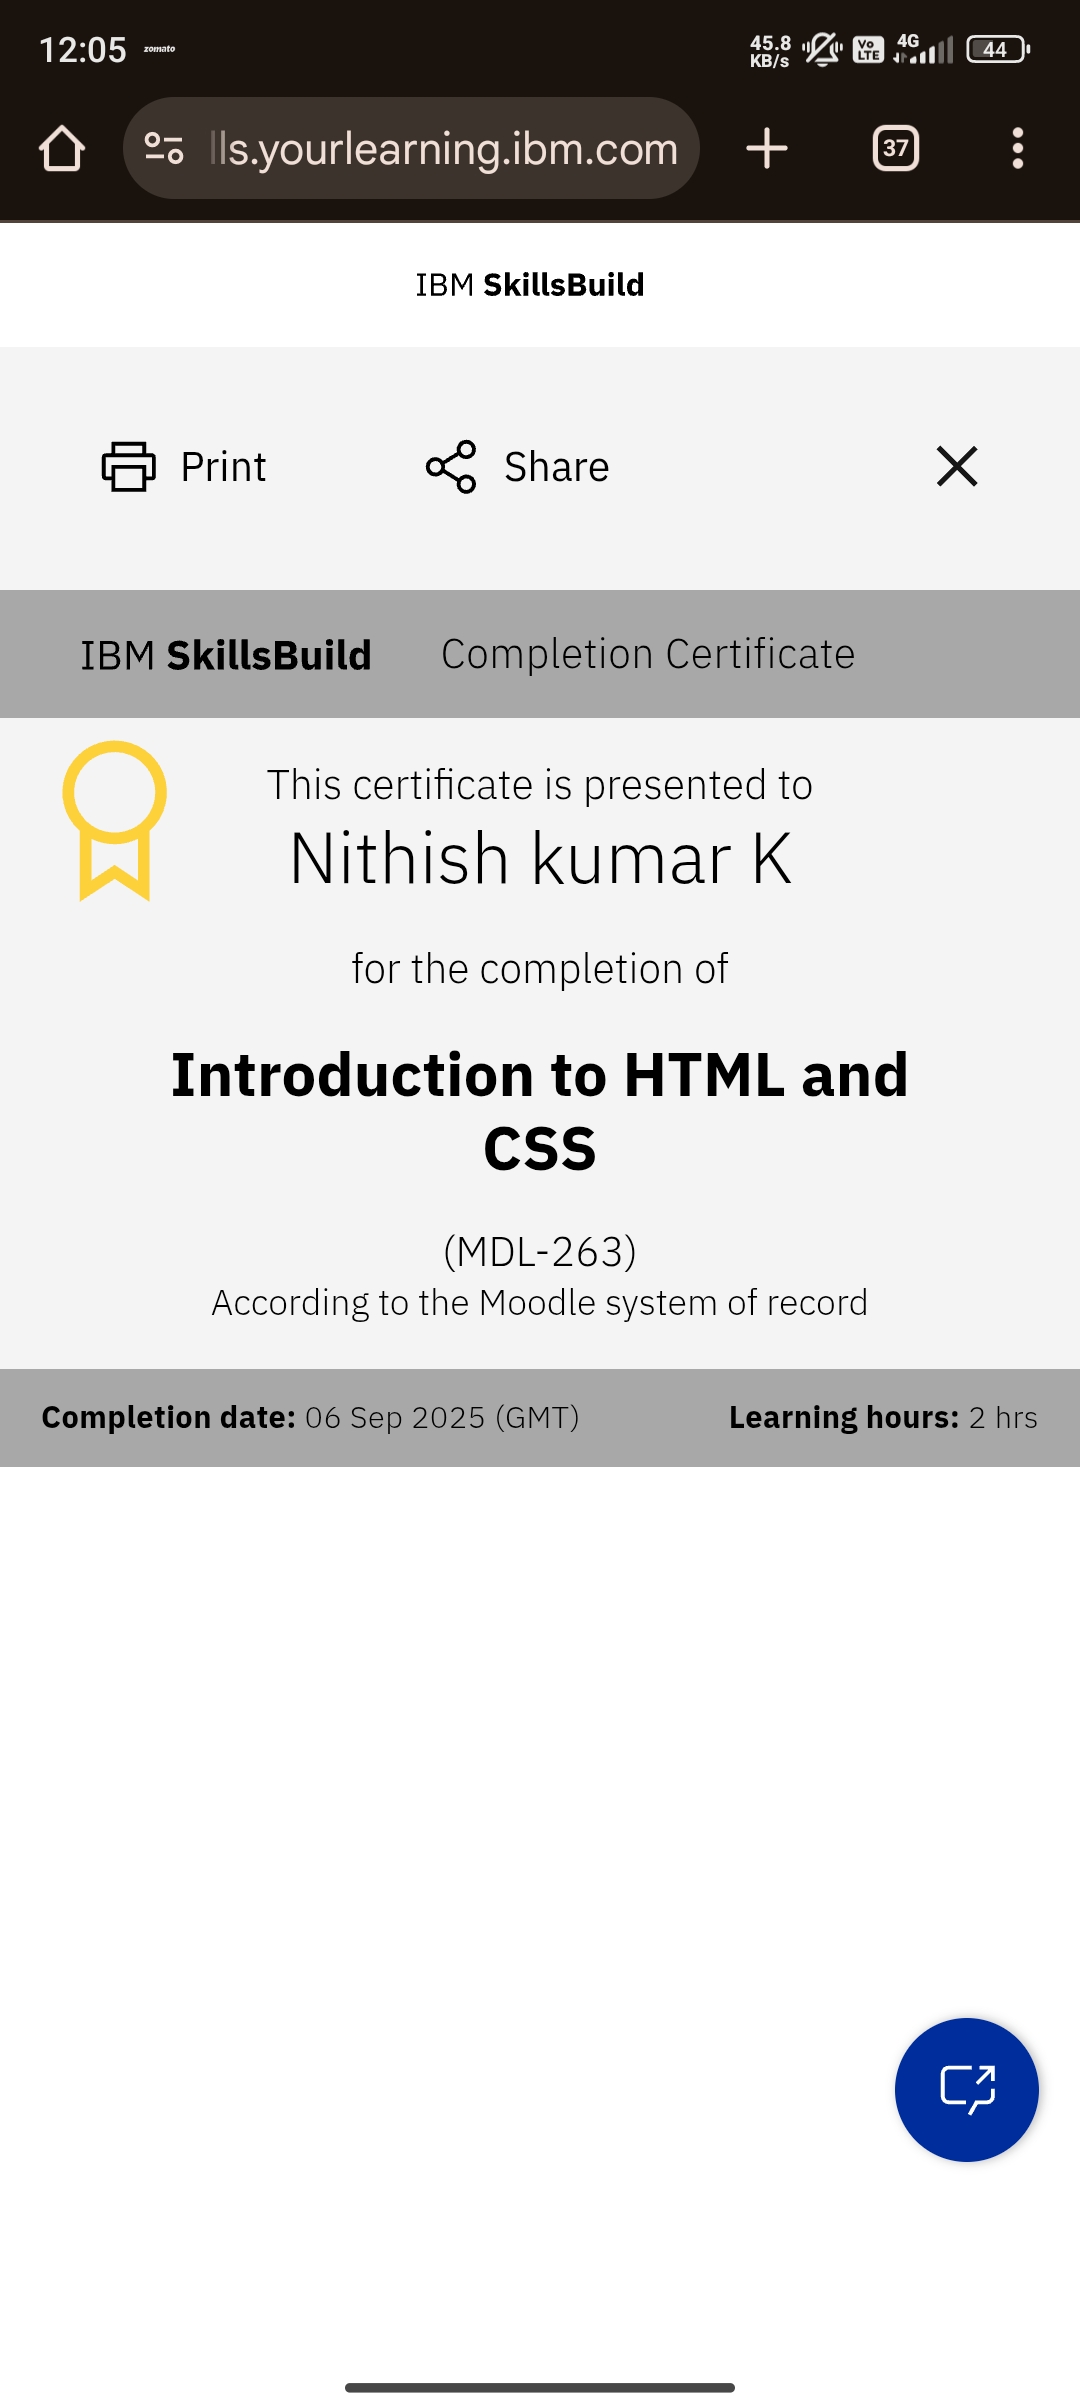 12:05 zomato 45.8 KB/s Vo LTE 4G 44
lls.yourlearning.ibm.com 37
IBM SkillsBuild
Print Share
IBM SkillsBuild Completion Certificate
This certificate is presented to
Nithish kumar K
for the completion of
Introduction to HTML and
CSS
(MDL-263)
According to the Moodle system of record
Completion date: 06 Sep 2025 (GMT) Learning hours: 2 hrs